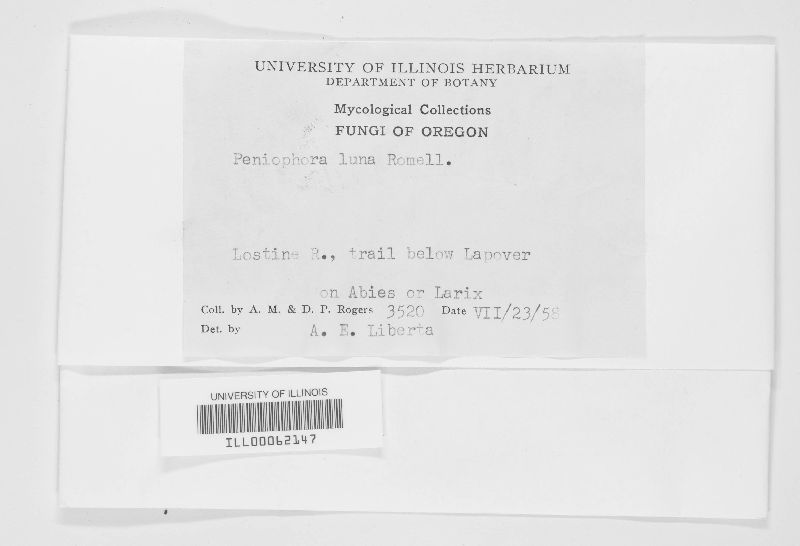 UNIVERSITY OF ILLINOIS HERBARIUM
DEPARTMENT OF BOTANY
Mycological Collections
FUNGI OF OREGON
Peniophora luna Romell.
Lostine R., trail below Lapover
on Abies or Larix
Coll. by A. M. & D. P. Rogers 3520 Date VII/23/58
Det. by A. E. Liberta
UNIVERSITY OF ILLINOIS
ILL00062147